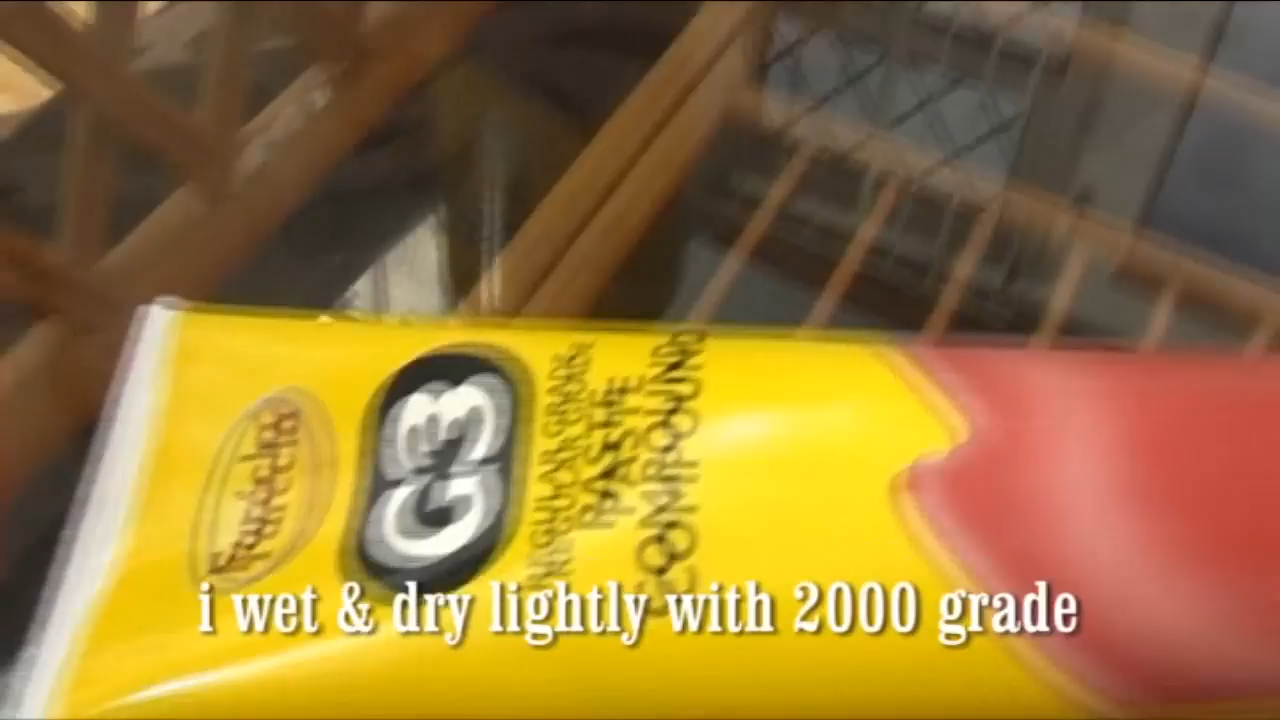 Farécla
G3
REGULAR GRADE
PASTE
COMPOUND
i wet & dry lightly with 2000 grade